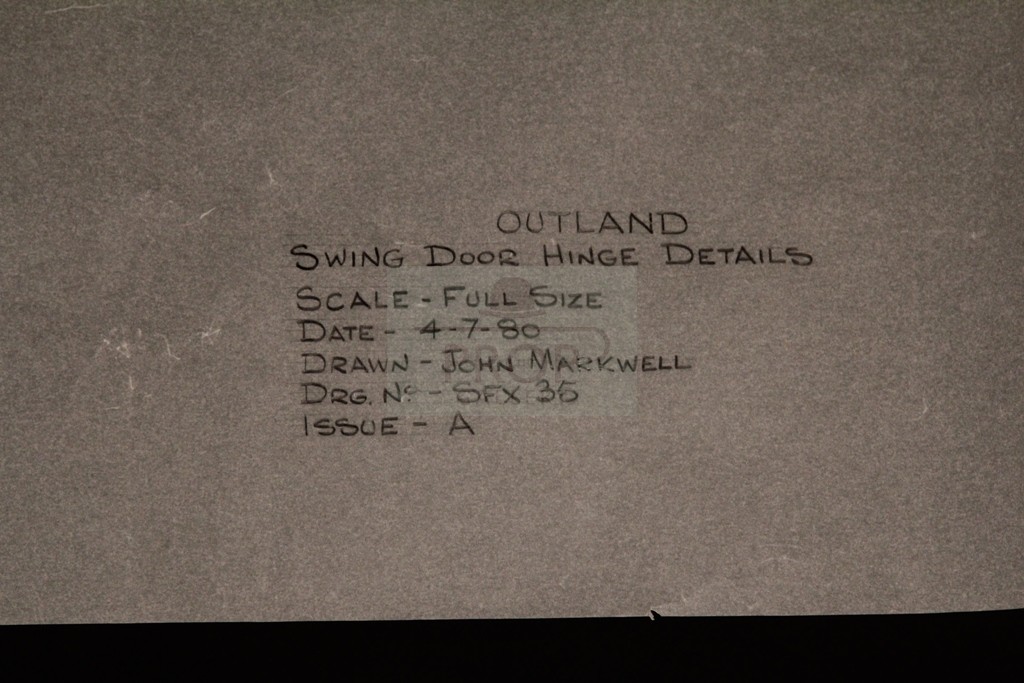 OUTLAND
SWING DOOR HINGE DETAILS
SCALE - FULL SIZE
DATE - 4-7-80
DRAWN - JOHN MARKWELL
DRG. No - SFX 36
ISSUE - A